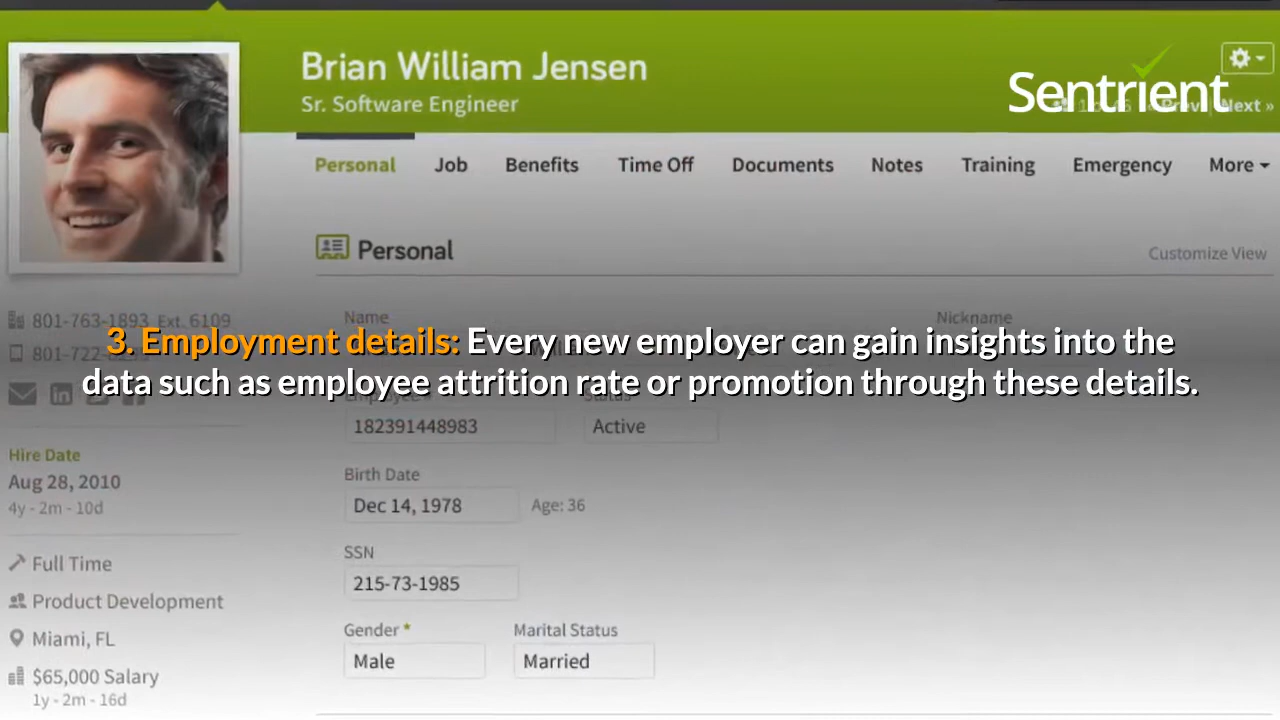 Brian William Jensen
Sr. Software Engineer
Sentrient
Prev
Next »
Personal
Job
Benefits
Time Off
Documents
Notes
Training
Emergency
More
Personal
Customize View
801-763-1893 Ext. 6109
801-722-
Name
Nickname
3. Employment details: Every new employer can gain insights into the
data such as employee attrition rate or promotion through these details.
182391448983
Active
Hire Date
Aug 28, 2010
4y - 2m - 10d
Birth Date
Dec 14, 1978
Age: 36
SSN
215-73-1985
Full Time
Product Development
Miami, FL
$65,000 Salary
1y - 2m - 16d
Gender *
Marital Status
Male
Married